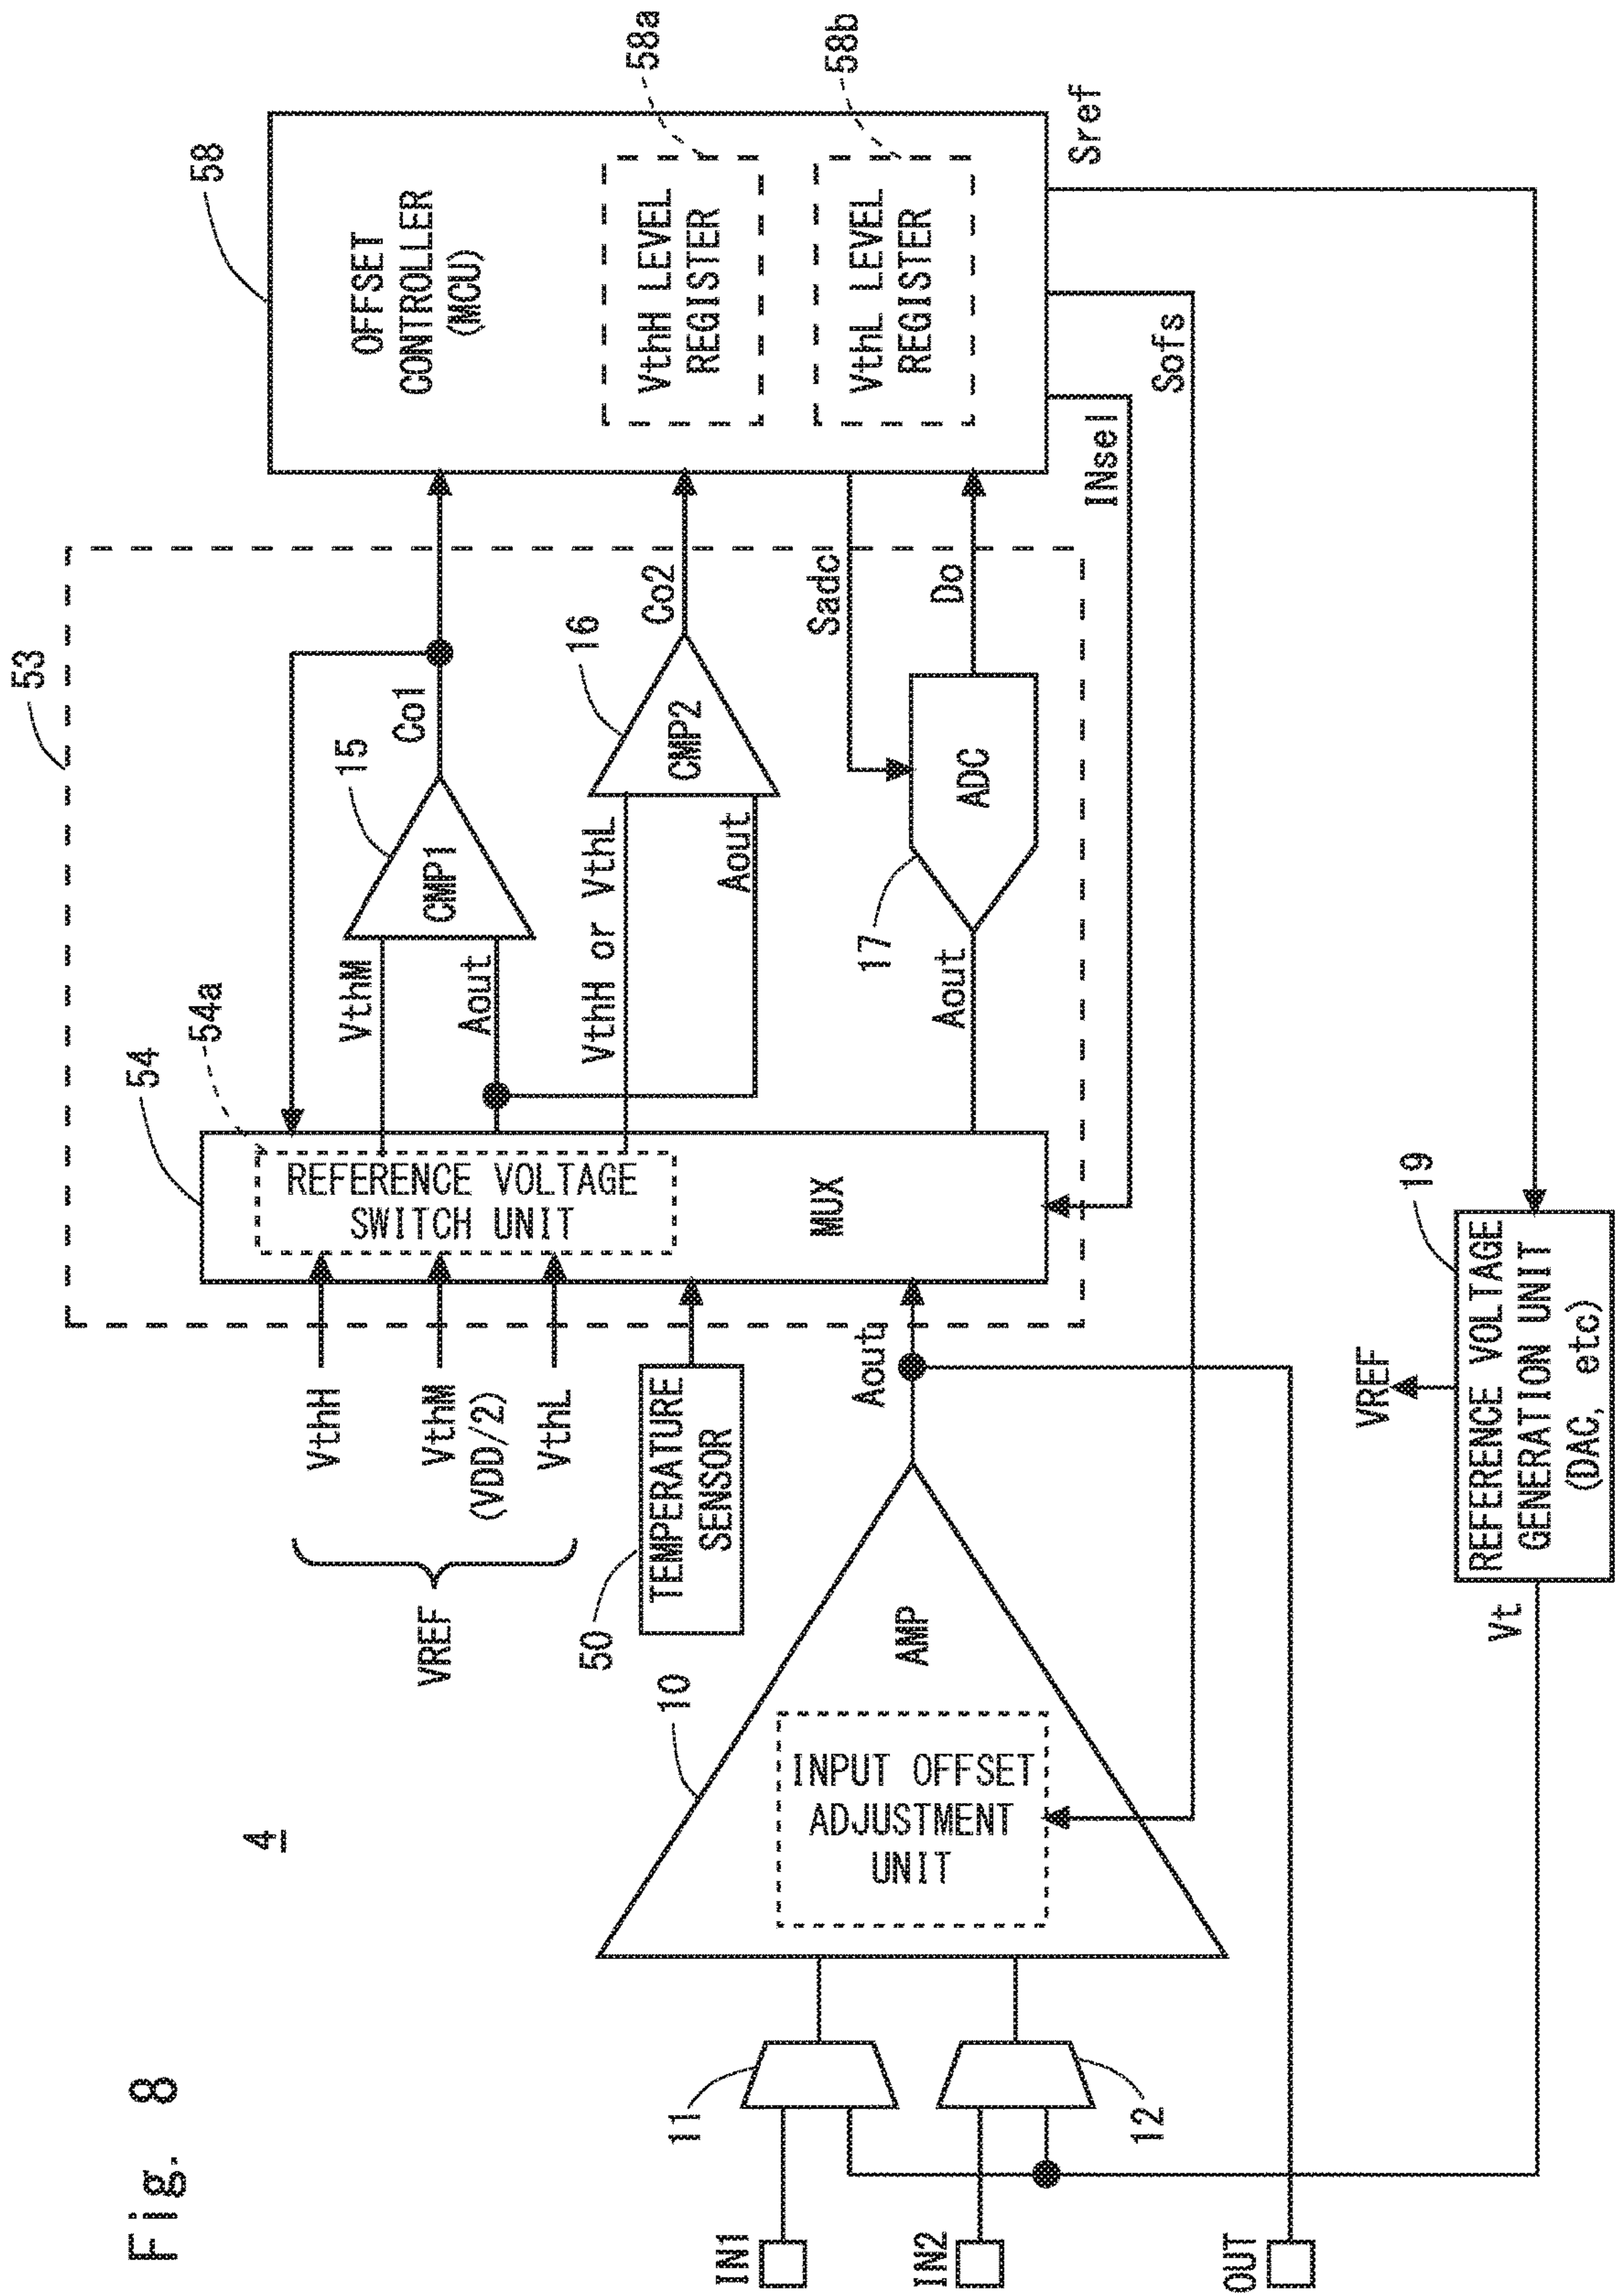 Fig. 8
4
53
54
54a
58
VthH
VthM
(VDD/2)
VthL
VREF
REFERENCE VOLTAGE
SWITCH UNIT
MUX
VthM
Aout
15
CMP1
Co1
VthH or VthL
Aout
16
CMP2
Co2
Aout
17
ADC
Sadc
Do
OFFSET
CONTROLLER
(MCU)
VthH LEVEL
REGISTER
58a
VthL LEVEL
REGISTER
58b
50
TEMPERATURE
SENSOR
10
AMP
INPUT OFFSET
ADJUSTMENT
UNIT
Aout
INsel
Sofs
Sref
11
12
IN1
IN2
OUT
VREF
19
REFERENCE VOLTAGE
GENERATION UNIT
(DAC, etc)
Vt